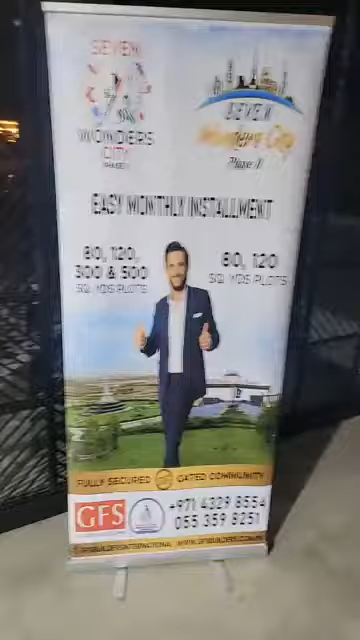 SEVEN
WONDERS
CITY
PHASE I
SEVEN
Wonders City
Phase II
EASY MONTHLY INSTALLMENT
80, 120,
300 & 500
SQ. YDS PLOTS
80, 120
SQ. YDS PLOTS
FULLY SECURED GATED COMMUNITY
GFS
+971 4329 8554
055 359 8251